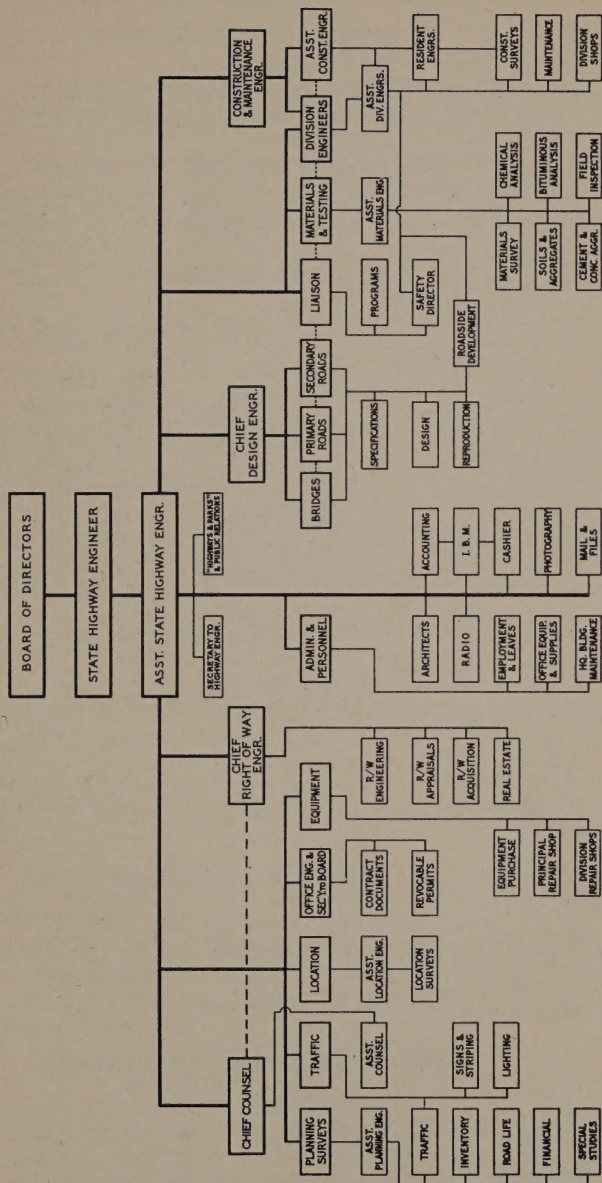 BOARD OF DIRECTORS
STATE HIGHWAY ENGINEER
ASST. STATE HIGHWAY ENGR.
SECRETARY TO
HIGHWAY ENGR.
"HIGHWAYS & PARKS"
& PUBLIC RELATIONS
CHIEF COUNSEL
CHIEF
RIGHT OF WAY
ENGR.
CHIEF
DESIGN ENGR.
CONSTRUCTION
& MAINTENANCE
ENGR.
PLANNING
SURVEYS
TRAFFIC
LOCATION
OFFICE ENG. &
SEC'Y TO BOARD
EQUIPMENT
ADMIN. &
PERSONNEL
BRIDGES
PRIMARY
ROADS
SECONDARY
ROADS
LIAISON
MATERIALS
& TESTING
DIVISION
ENGINEERS
ASST.
CONST. ENGR.
ASST.
PLANNING ENG.
ASST.
COUNSEL
ASST.
LOCATION ENG.
CONTRACT
DOCUMENTS
R/W
ENGINEERING
ARCHITECTS
ACCOUNTING
SPECIFICATIONS
PROGRAMS
ASST.
MATERIALS ENG
ASST.
DIV. ENGRS.
TRAFFIC
LOCATION
SURVEYS
REVOCABLE
PERMITS
R/W
APPRAISALS
RADIO
I. B. M.
DESIGN
SAFETY
DIRECTOR
RESIDENT
ENGRS.
INVENTORY
SIGNS &
STRIPING
R/W
ACQUISITION
EMPLOYMENT
& LEAVES
CASHIER
REPRODUCTION
ROADSIDE
DEVELOPMENT
ROAD LIFE
LIGHTING
EQUIPMENT
PURCHASE
REAL ESTATE
OFFICE EQUIP.
& SUPPLIES
PHOTOGRAPHY
MATERIALS
SURVEY
CHEMICAL
ANALYSIS
CONST.
SURVEYS
FINANCIAL
PRINCIPAL
REPAIR SHOP
HQ. BLDG.
MAINTENANCE
MAIL &
FILES
SOILS &
AGGREGATES
BITUMINOUS
ANALYSIS
MAINTENANCE
SPECIAL
STUDIES
DIVISION
REPAIR SHOPS
CEMENT &
CONC. AGGR.
FIELD
INSPECTION
DIVISION
SHOPS